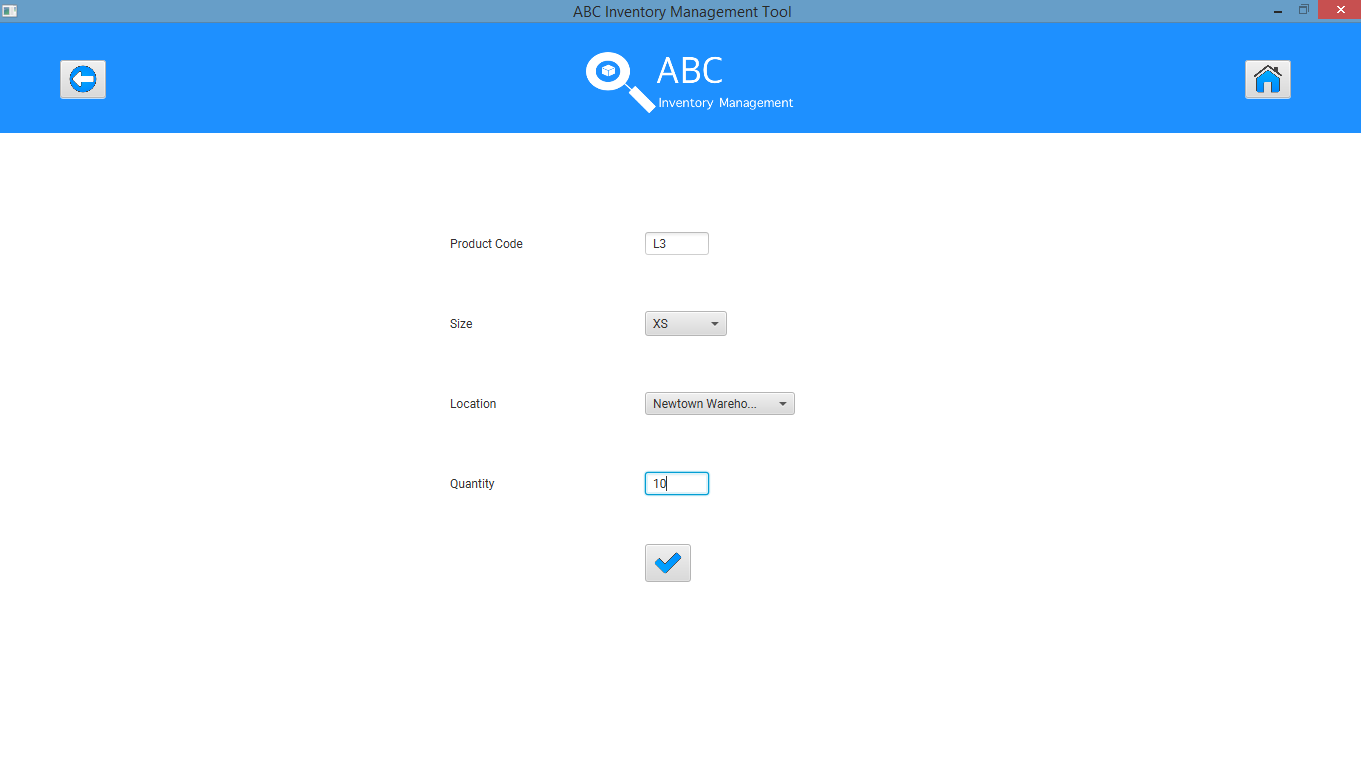 ABC Inventory Management Tool
ABC
Inventory Management
Product Code L3
Size XS
Location Newtown Wareho...
Quantity 10